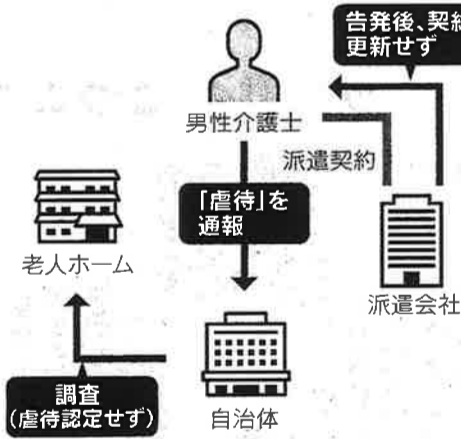 告発後、契約
更新せず
男性介護士
派遣契約
「虐待」を
通報
老人ホーム
派遣会社
調査
(虐待認定せず)
自治体